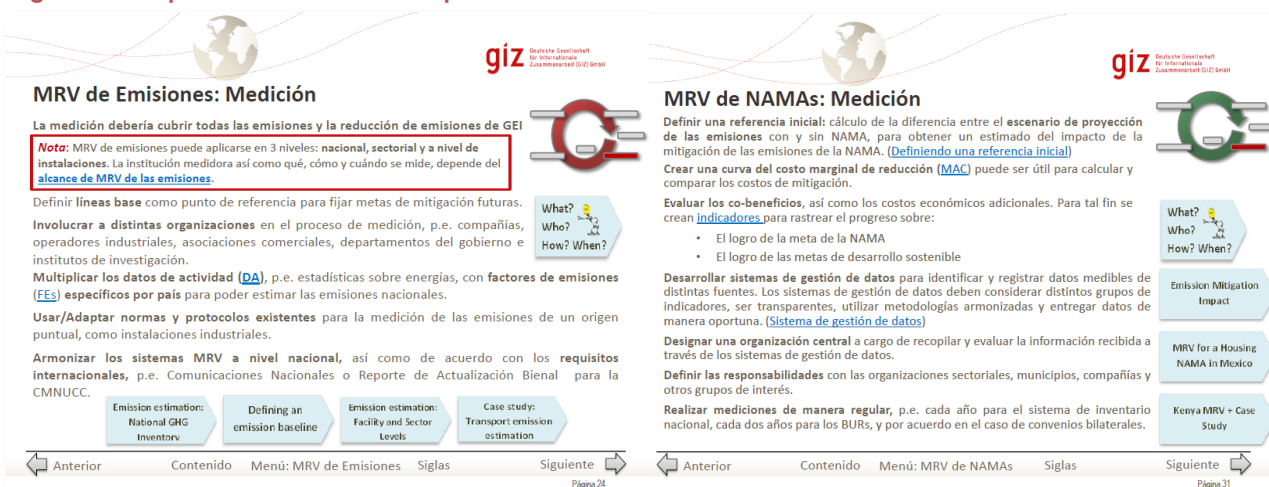 giz Deutsche Gesellschaft
für Internationale
Zusammenarbeit (GIZ) GmbH
MRV de Emisiones: Medición
La medición debería cubrir todas las emisiones y la reducción de emisiones de GEI
Nota: MRV de emisiones puede aplicarse en 3 niveles: nacional, sectorial y a nivel de
instalaciones. La institución medidora así como qué, cómo y cuándo se mide, depende del
alcance de MRV de las emisiones.
Definir líneas base como punto de referencia para fijar metas de mitigación futuras.
Involucrar a distintas organizaciones en el proceso de medición, p.e. compañías,
operadores industriales, asociaciones comerciales, departamentos del gobierno e
institutos de investigación.
Multiplicar los datos de actividad (DA), p.e. estadísticas sobre energías, con factores de emisiones
(FEs) específicos por país para poder estimar las emisiones nacionales.
Usar/Adaptar normas y protocolos existentes para la medición de las emisiones de un origen
puntual, como instalaciones industriales.
Armonizar los sistemas MRV a nivel nacional, así como de acuerdo con los requisitos
internacionales, p.e. Comunicaciones Nacionales o Reporte de Actualización Bienal para la
CMNUCC.
What?
Who?
How? When?
Emission estimation:
National GHG
Inventory
Defining an
emission baseline
Emission estimation:
Facility and Sector
Levels
Case study:
Transport emission
estimation
Anterior Contenido Menú: MRV de Emisiones Siglas Siguiente
Página 24
giz Deutsche Gesellschaft
für Internationale
Zusammenarbeit (GIZ) GmbH
MRV de NAMAs: Medición
Definir una referencia inicial: cálculo de la diferencia entre el escenario de proyección
de las emisiones con y sin NAMA, para obtener un estimado del impacto de la
mitigación de las emisiones de la NAMA. (Definiendo una referencia inicial)
Crear una curva del costo marginal de reducción (MAC) puede ser útil para calcular y
comparar los costos de mitigación.
Evaluar los co-beneficios, así como los costos económicos adicionales. Para tal fin se
crean indicadores para rastrear el progreso sobre:
• El logro de la meta de la NAMA
• El logro de las metas de desarrollo sostenible
Desarrollar sistemas de gestión de datos para identificar y registrar datos medibles de
distintas fuentes. Los sistemas de gestión de datos deben considerar distintos grupos de
indicadores, ser transparentes, utilizar metodologías armonizadas y entregar datos de
manera oportuna. (Sistema de gestión de datos)
Designar una organización central a cargo de recopilar y evaluar la información recibida a
través de los sistemas de gestión de datos.
Definir las responsabilidades con las organizaciones sectoriales, municipios, compañías y
otros grupos de interés.
Realizar mediciones de manera regular, p.e. cada año para el sistema de inventario
nacional, cada dos años para los BURs, y por acuerdo en el caso de convenios bilaterales.
What?
Who?
How? When?
Emission Mitigation
Impact
MRV for a Housing
NAMA in Mexico
Kenya MRV + Case
Study
Anterior Contenido Menú: MRV de NAMAs Siglas Siguiente
Página 31